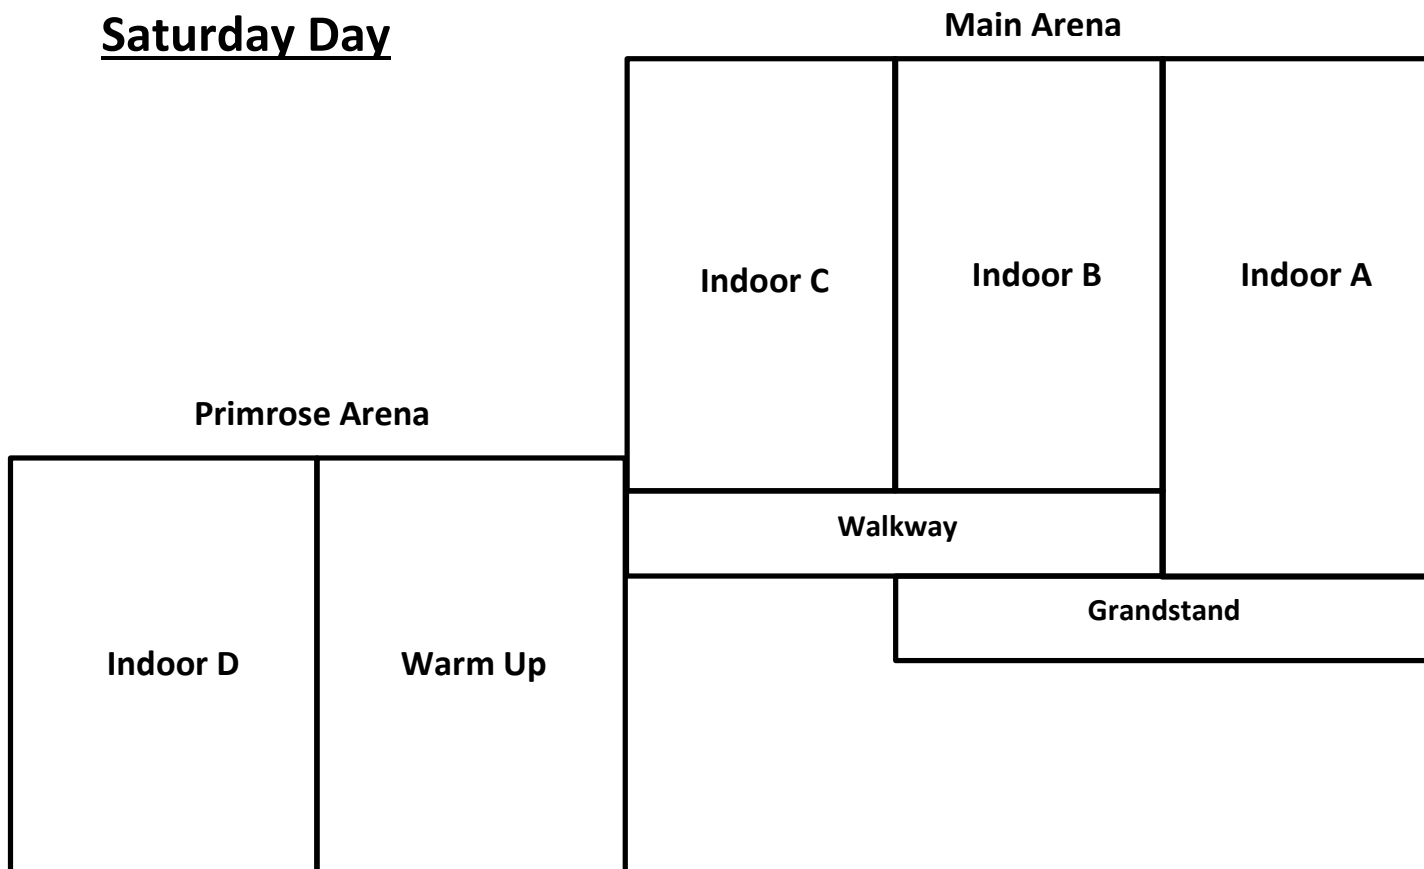 Saturday Day
Main Arena
Indoor C
Indoor B
Indoor A
Primrose Arena
Walkway
Grandstand
Indoor D
Warm Up